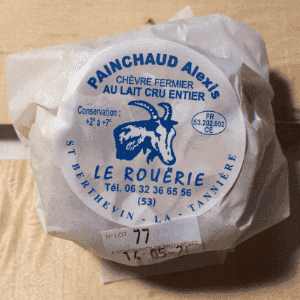 PAINCHAUD Alexis
CHÈVRE FERMIER
AU LAIT CRU ENTIER
Conservation :
+2° à +7°
FR
53.202.002
CE
LE ROUÉRIE
Tél. 06 32 36 65 56
(53)
ST BERTHEVIN - LA - TANNIÈRE
N° LOT 77